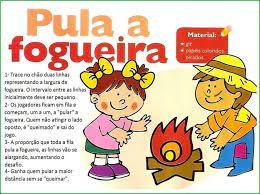 Pula a
fogueira
Material:
• giz
• papéis coloridos
picados
1- Trace no chão duas linhas
representando a largura da
fogueira. O intervalo entre as linhas
inicialmente deve ser pequeno.
2- Os jogadores ficam em fila e
começam, um a um, a "pular" a
fogueira. Quem não atingir o lado
oposto, é "queimado" e sai do
jogo.
3- A proporção que toda a fila
pula a fogueira, as linhas vão se
alargando, aumentando o
desafio.
4- Ganha quem pular a maior
distância sem se "queimar".